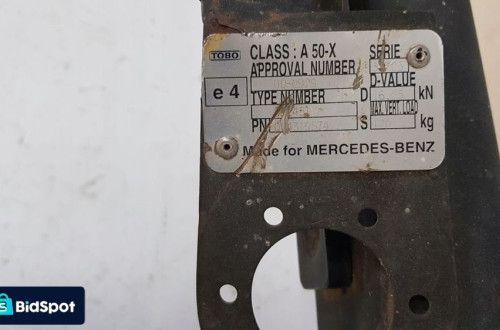 TOBO
CLASS : A 50-X
SERIE
APPROVAL NUMBER
D-VALUE
e 4
D kN
TYPE NUMBER
MAX. VERT. LOAD
PN
S kg
Made for MERCEDES-BENZ
BidSpot